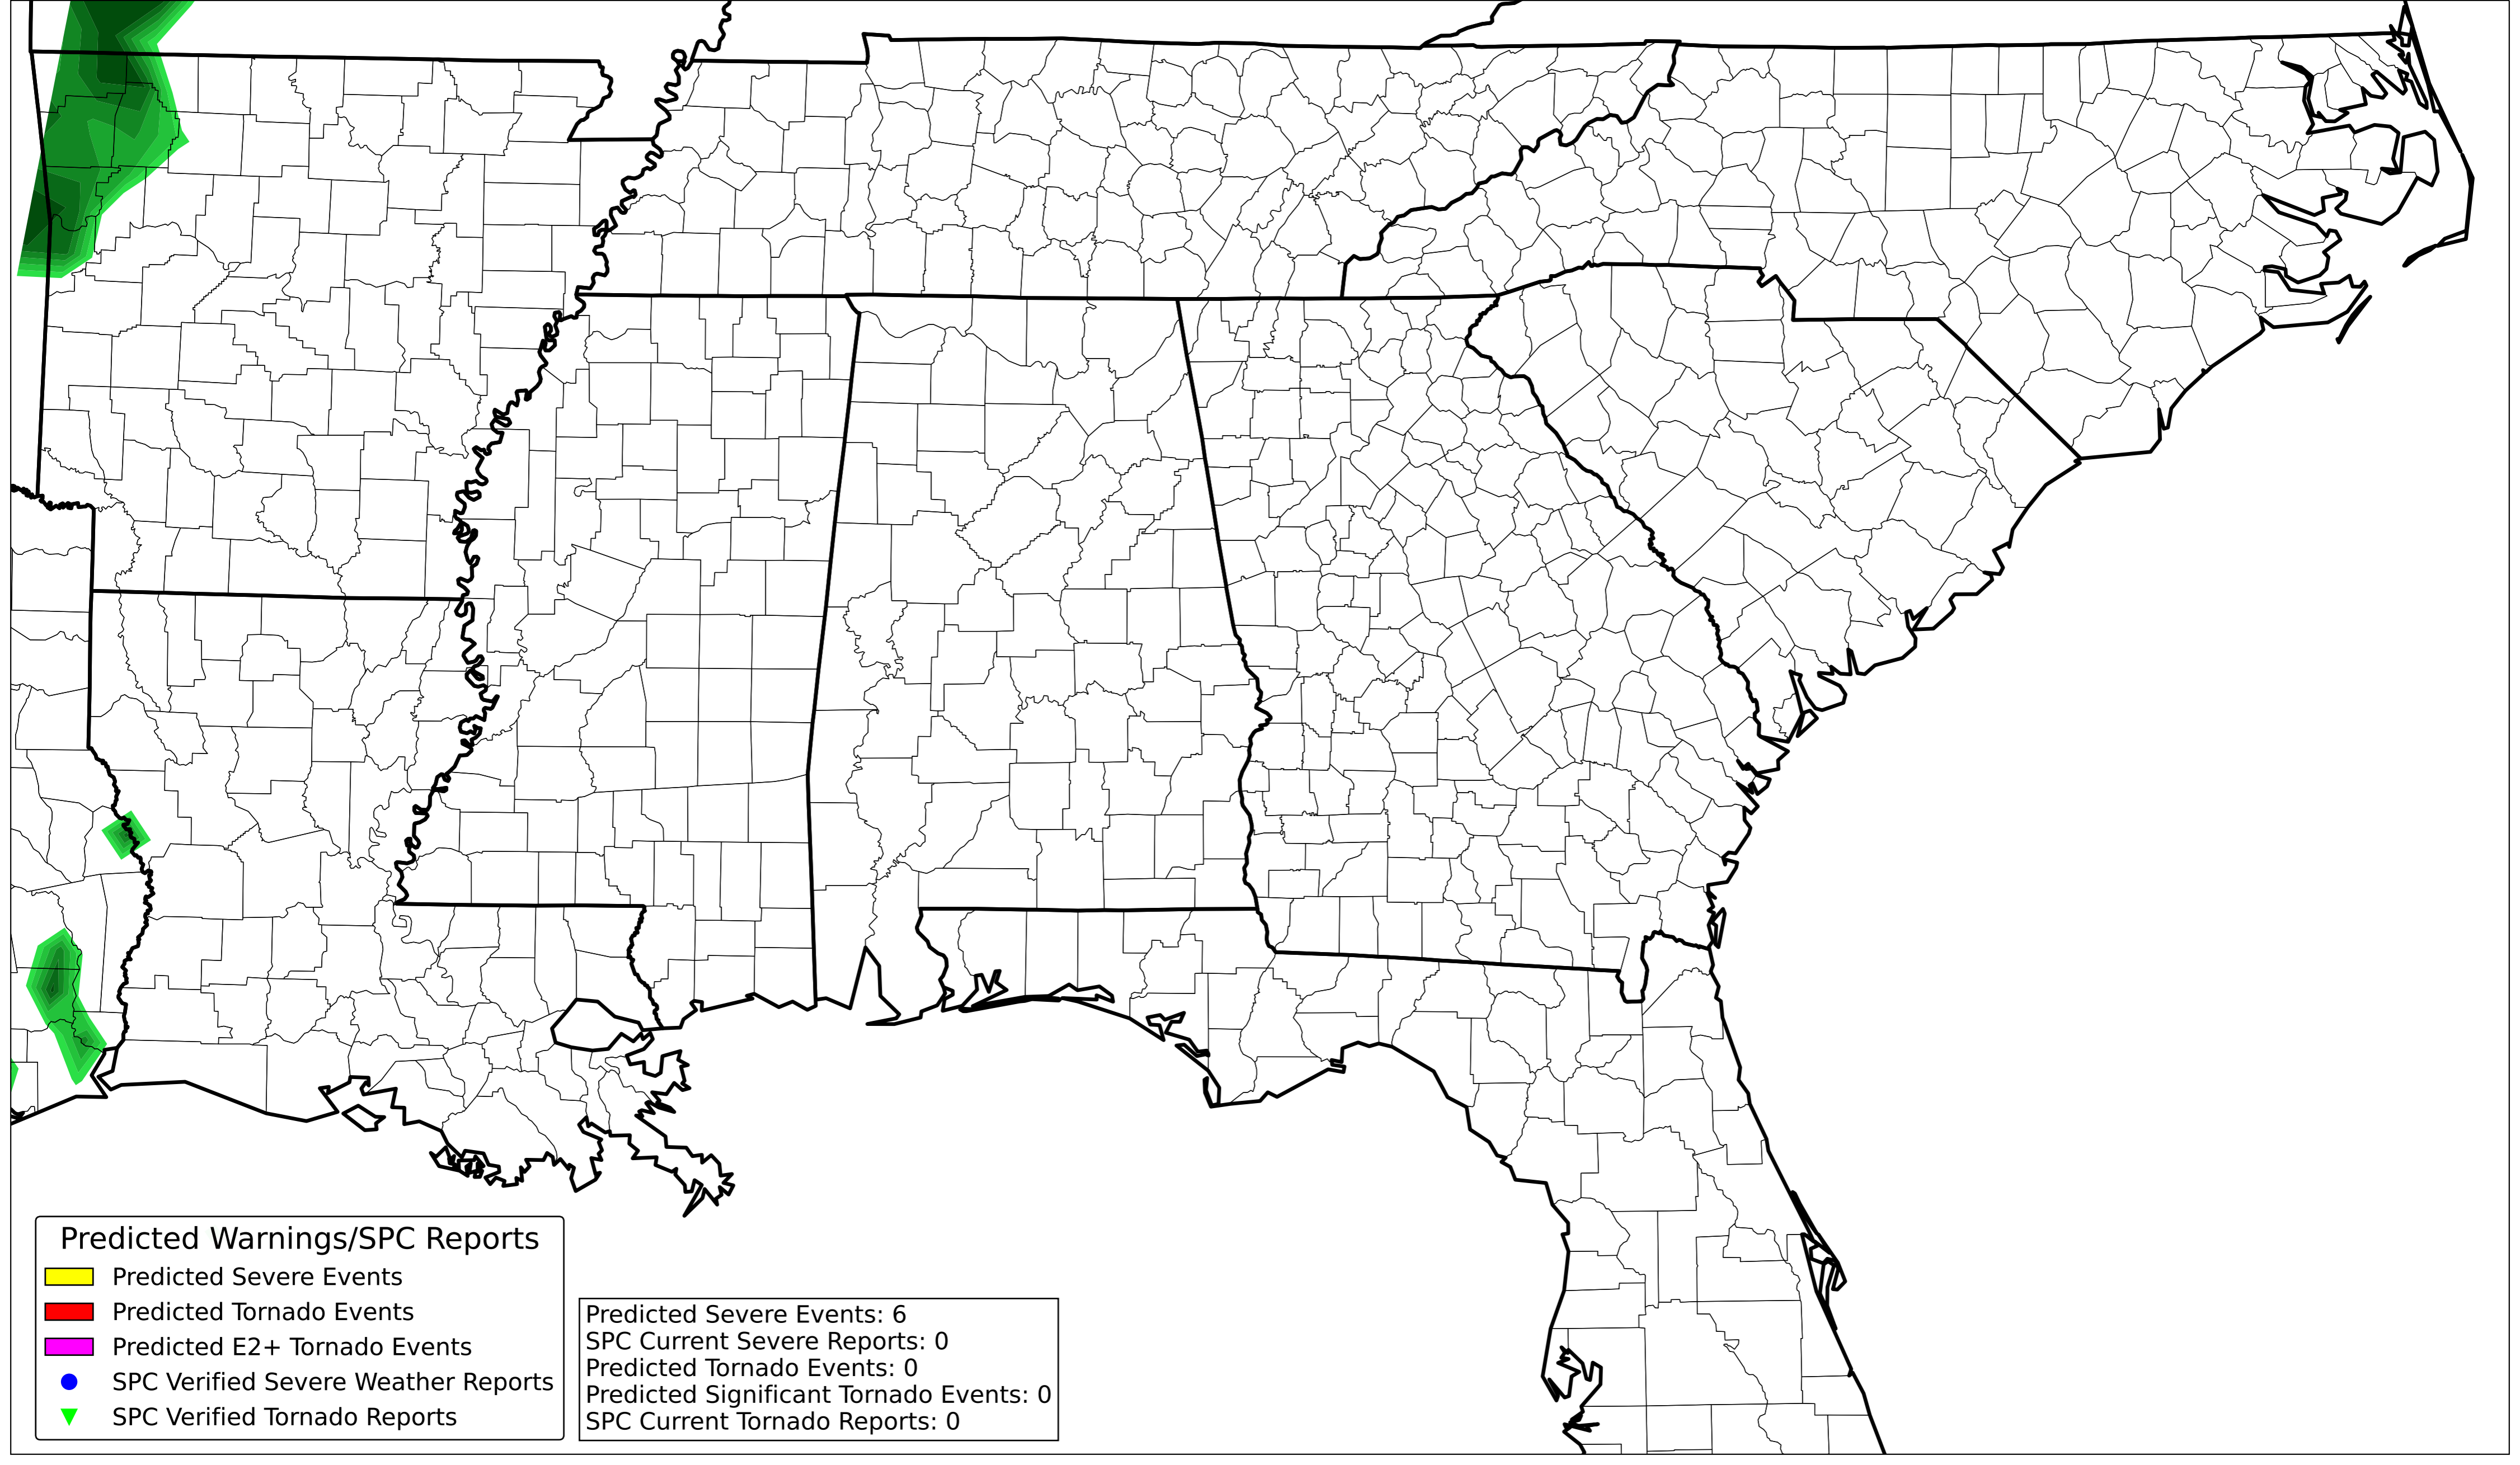 Predicted Warnings/SPC Reports
Predicted Severe Events
Predicted Tornado Events
Predicted E2+ Tornado Events
SPC Verified Severe Weather Reports
SPC Verified Tornado Reports
Predicted Severe Events: 6
SPC Current Severe Reports: 0
Predicted Tornado Events: 0
Predicted Significant Tornado Events: 0
SPC Current Tornado Reports: 0